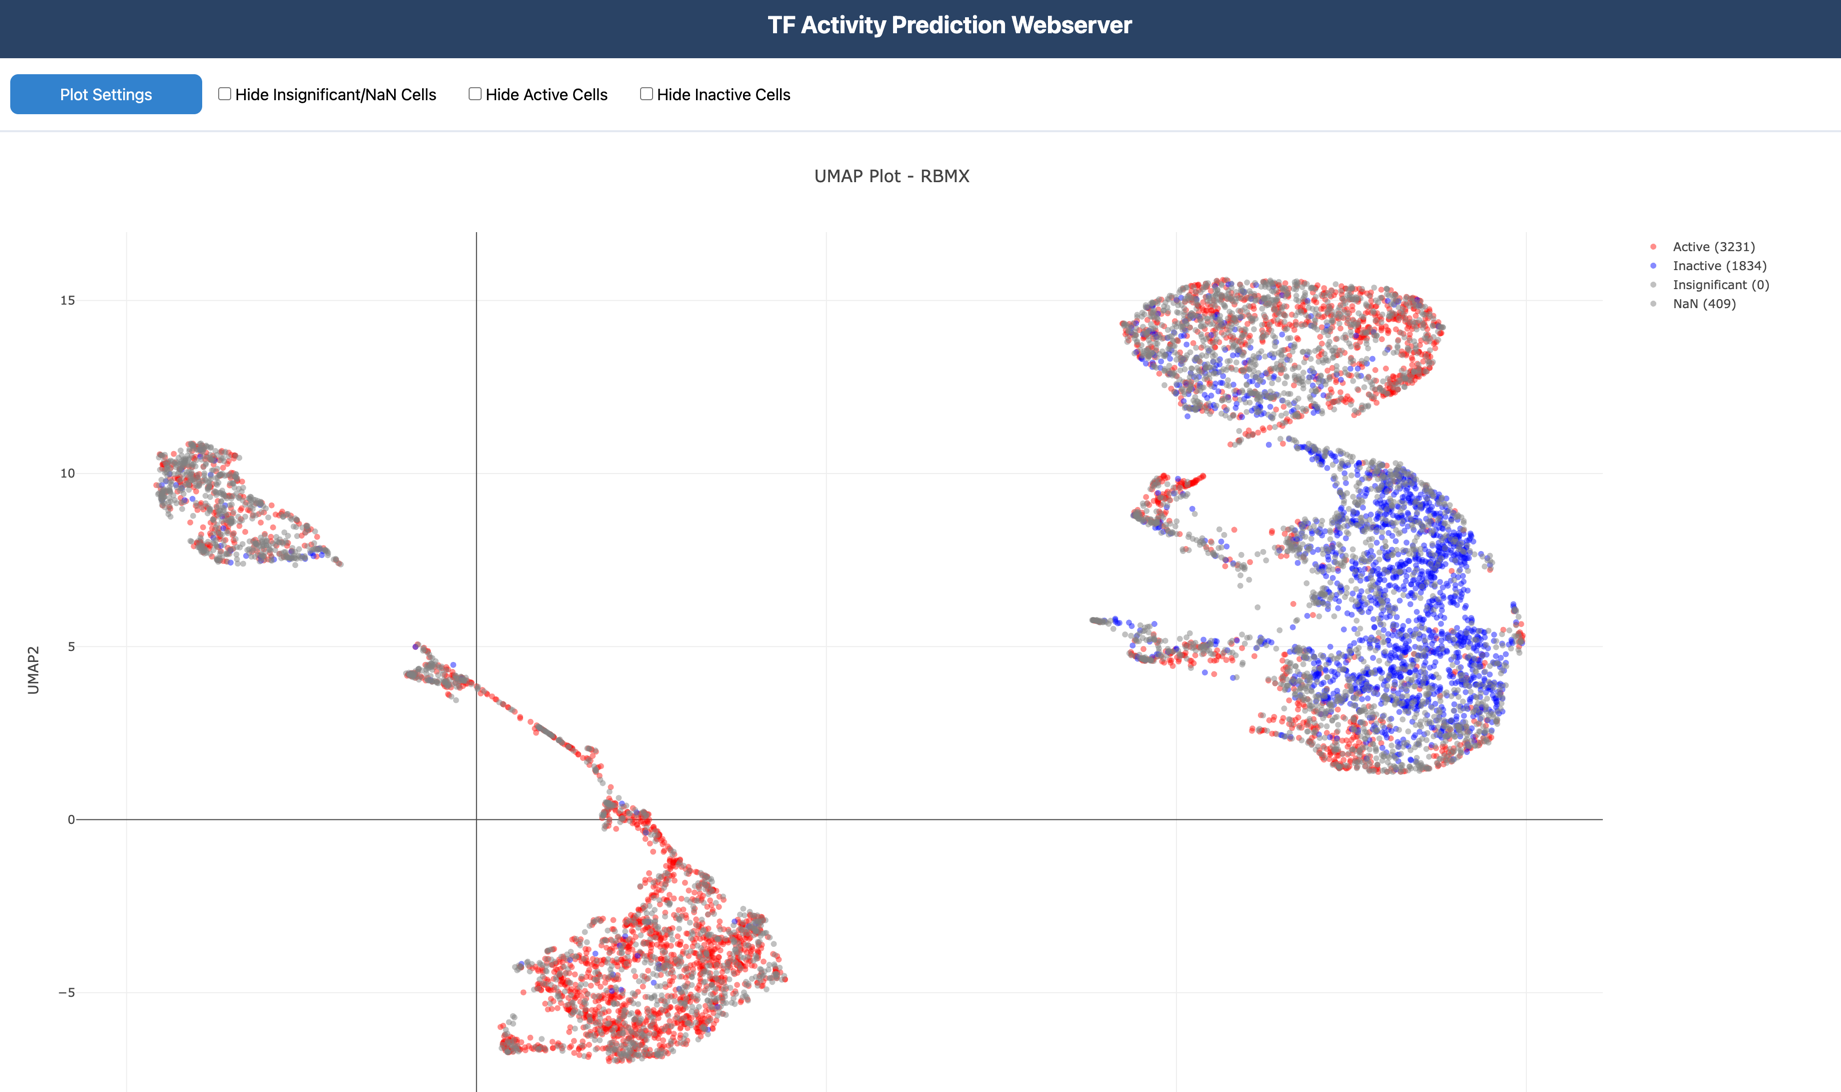 TF Activity Prediction Webserver
Plot Settings
Hide Insignificant/NaN Cells
Hide Active Cells
Hide Inactive Cells
UMAP Plot - RBMX
Active (3231)
Inactive (1834)
Insignificant (0)
NaN (409)
15
10
5
0
−5
UMAP2